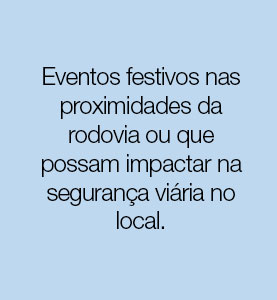 Eventos festivos nas
proximidades da
rodovia ou que
possam impactar na
segurança viária no
local.